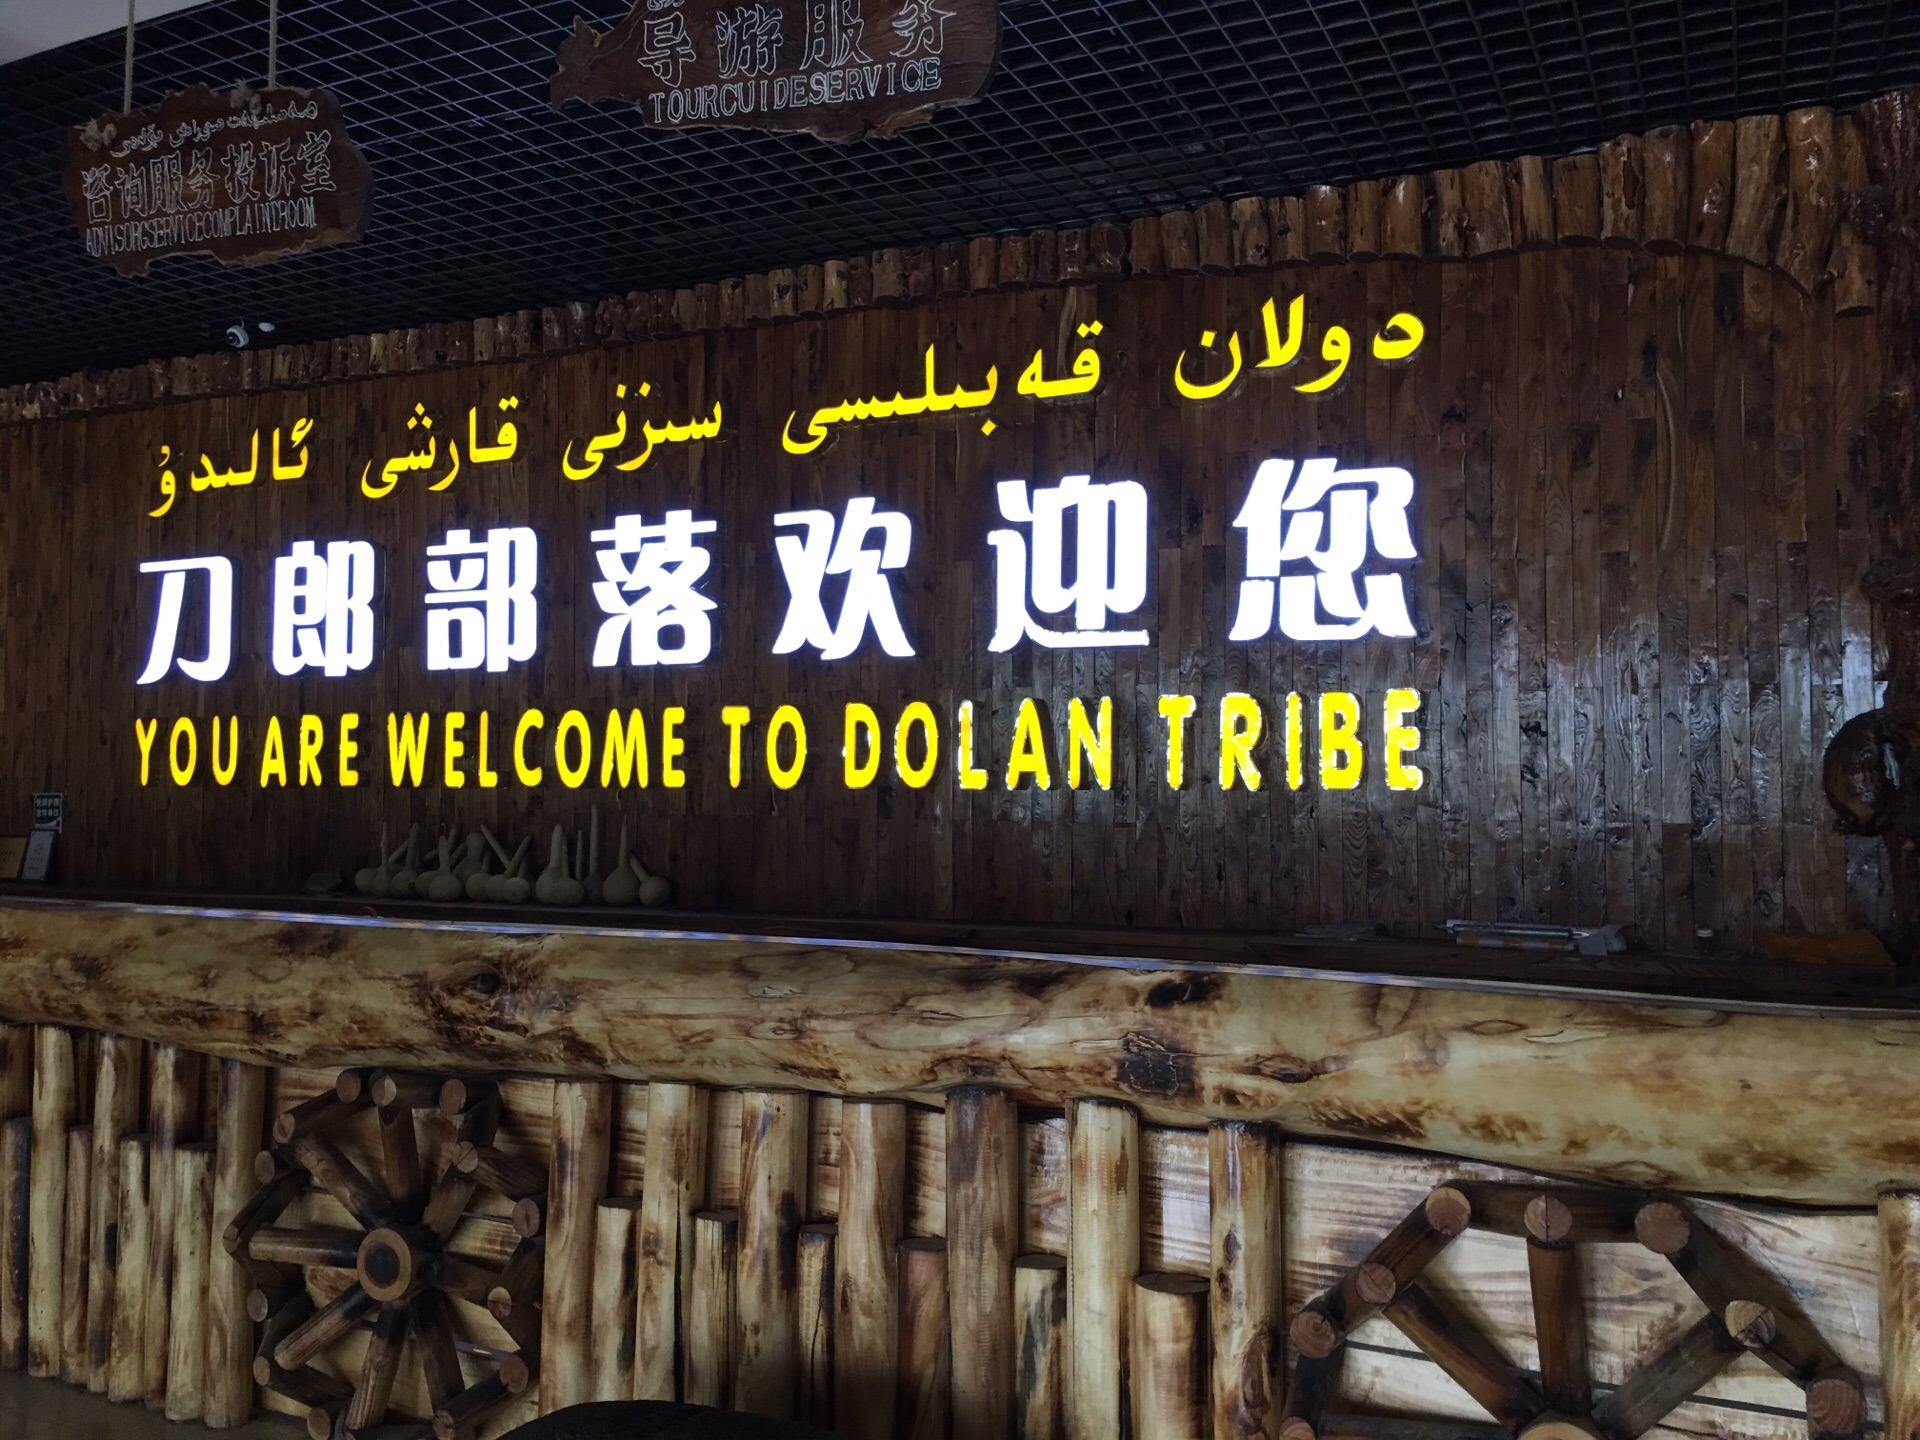 导游服务
TOURCUIDESERVICE
咨询服务投诉室
ADVISORGSERVICECOMPLAINTROOM
دولان قەبىلىسى سىزنى قارشى ئالىدۇ
刀郎部落欢迎您
YOU ARE WELCOME TO DOLAN TRIBE